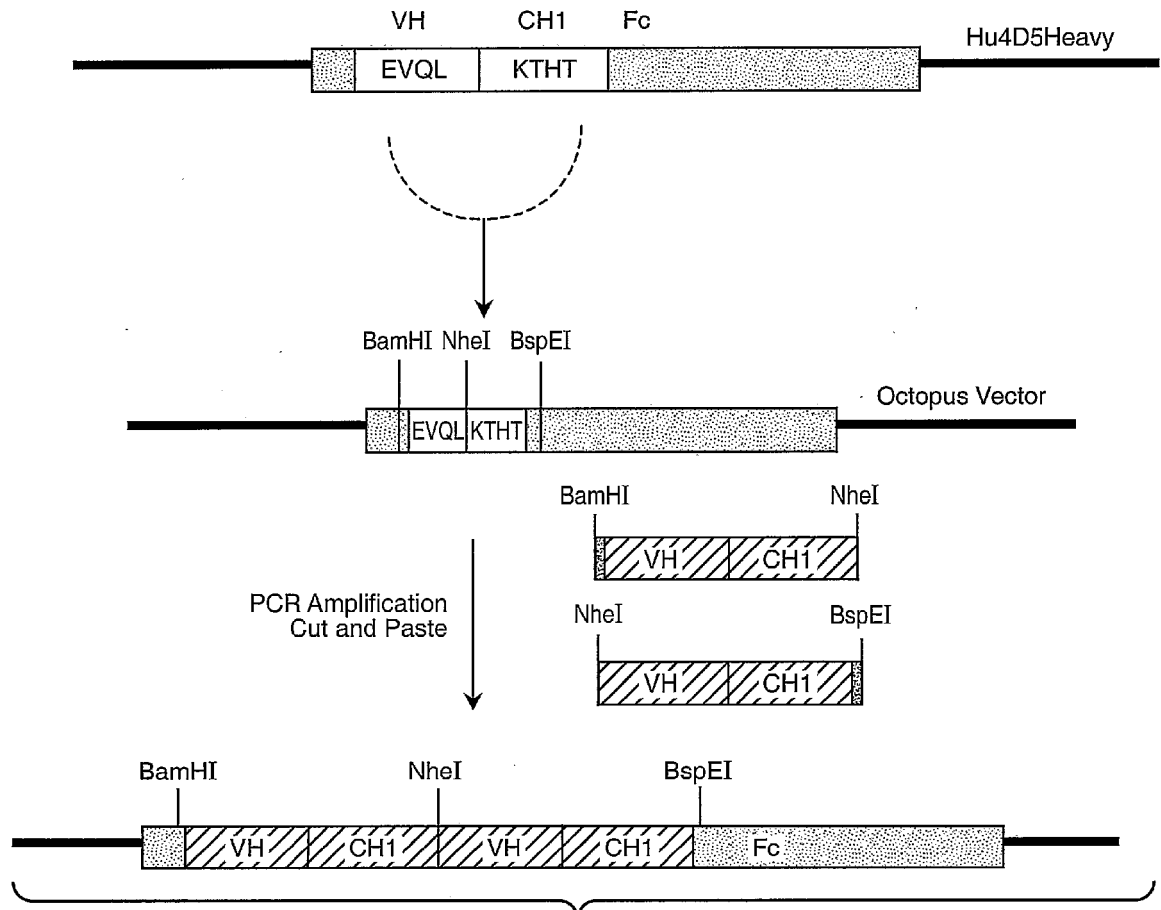 VH CH1 Fc
Hu4D5Heavy
EVQL KTHT
BamHI NheI BspEI
Octopus Vector
EVQL KTHT
BamHI NheI
VH CH1
PCR Amplification
Cut and Paste
NheI BspEI
VH CH1
BamHI NheI BspEI
VH CH1 VH CH1 Fc